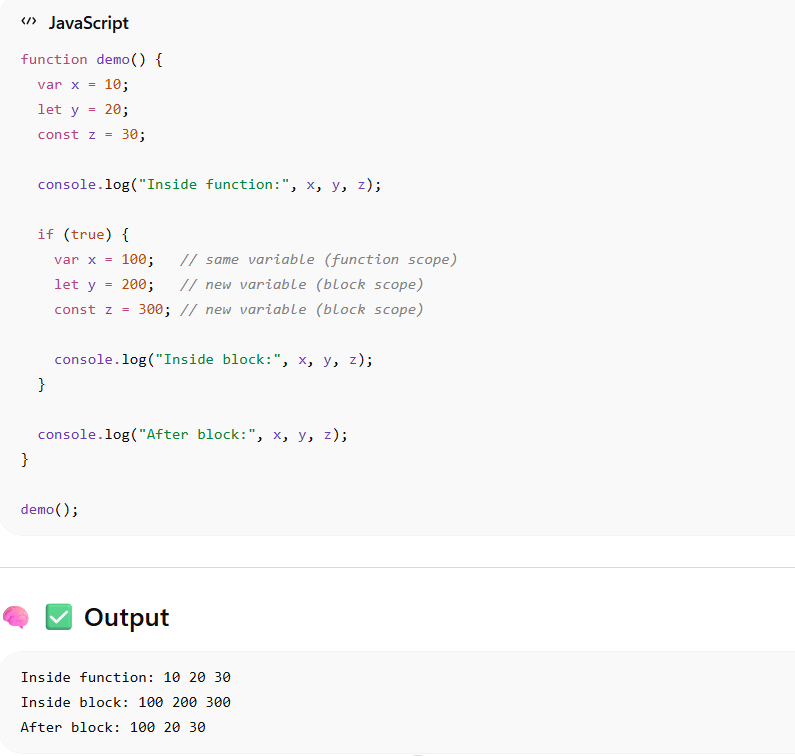 </> JavaScript
function demo() {
  var x = 10;
  let y = 20;
  const z = 30;

  console.log("Inside function:", x, y, z);

  if (true) {
    var x = 100;   // same variable (function scope)
    let y = 200;   // new variable (block scope)
    const z = 300; // new variable (block scope)

    console.log("Inside block:", x, y, z);
  }

  console.log("After block:", x, y, z);
}

demo();

🧠 ✅ Output
Inside function: 10 20 30
Inside block: 100 200 300
After block: 100 20 30